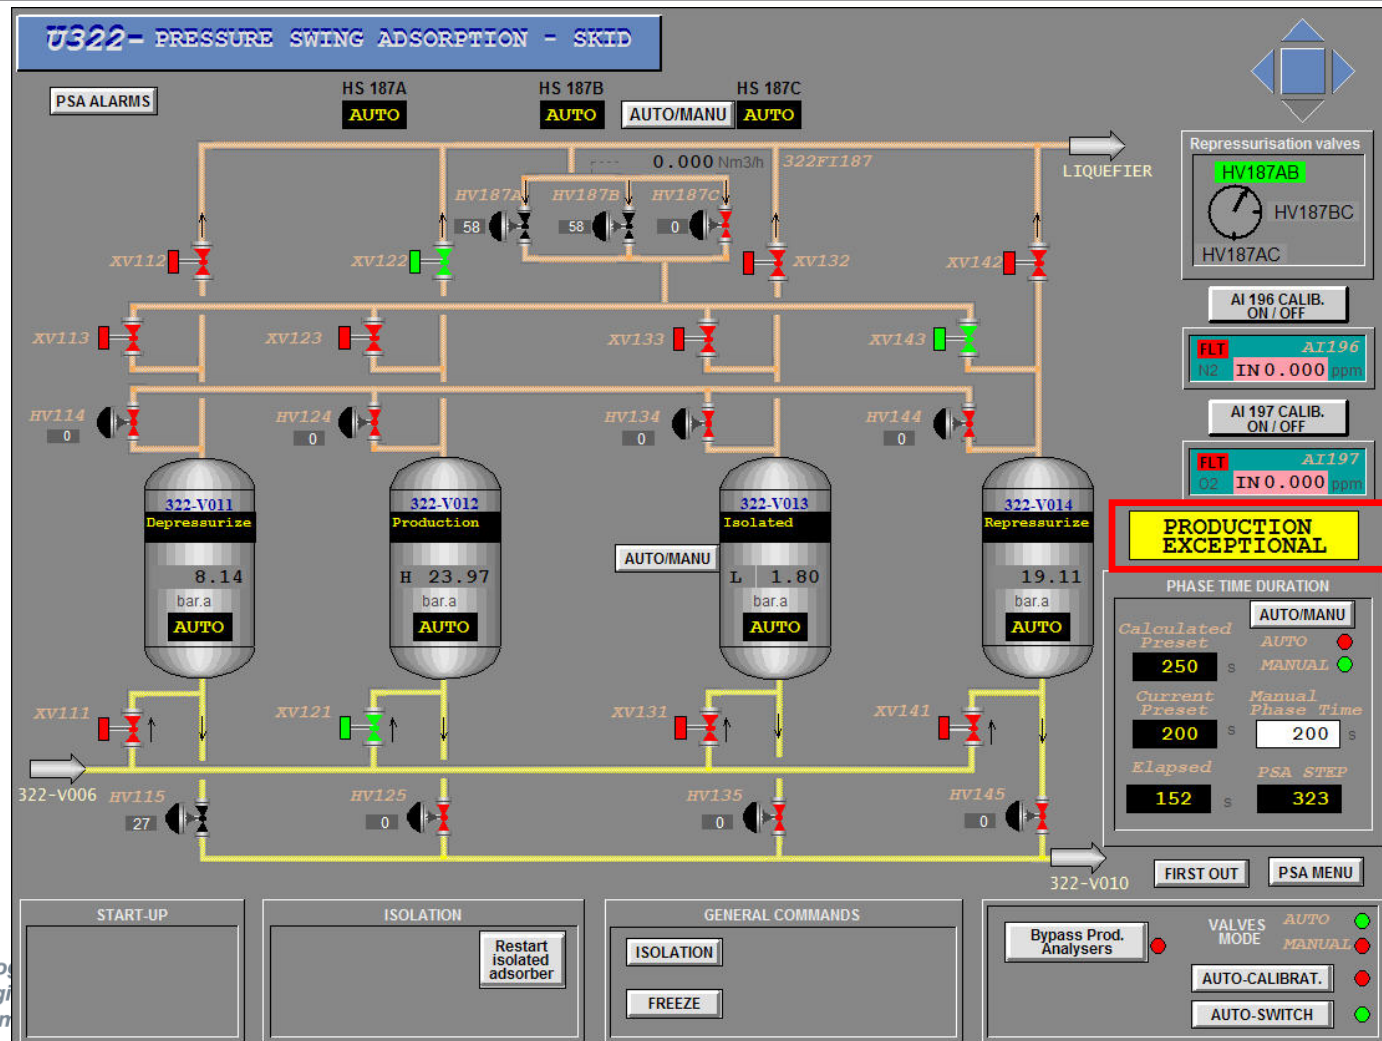 U322- PRESSURE SWING ADSORPTION - SKID
PSA ALARMS
HS 187A
AUTO
HS 187B
AUTO
AUTO/MANU
HS 187C
AUTO
0.000 Nm3/h 322FI187
LIQUEFIER
Repressurisation valves
HV187AB
HV187BC
HV187AC
HV187A
HV187B
HV187C
58
58
0
XV112
XV122
XV132
XV142
AI 196 CALIB.
ON / OFF
XV113
XV123
XV133
XV143
FLT AI196
N2 IN 0.000 ppm
AI 197 CALIB.
ON / OFF
HV114
0
HV124
0
HV134
0
HV144
0
FLT AI197
O2 IN 0.000 ppm
322-V011
Depressurize
8.14
bar.a
AUTO
322-V012
Production
H 23.97
bar.a
AUTO
AUTO/MANU
322-V013
Isolated
L 1.80
bar.a
AUTO
322-V014
Repressurize
19.11
bar.a
AUTO
PRODUCTION
EXCEPTIONAL
PHASE TIME DURATION
AUTO/MANU
Calculated
Preset
250 s
AUTO
MANUAL
Current
Preset
200 s
Manual
Phase Time
200 s
Elapsed
152 s
PSA STEP
323
XV111
XV121
XV131
XV141
322-V006
HV115
27
HV125
0
HV135
0
HV145
0
322-V010
FIRST OUT
PSA MENU
START-UP
ISOLATION
Restart
isolated
adsorber
GENERAL COMMANDS
ISOLATION
FREEZE
Bypass Prod.
Analysers
VALVES
MODE
AUTO
MANUAL
AUTO-CALIBRAT.
AUTO-SWITCH